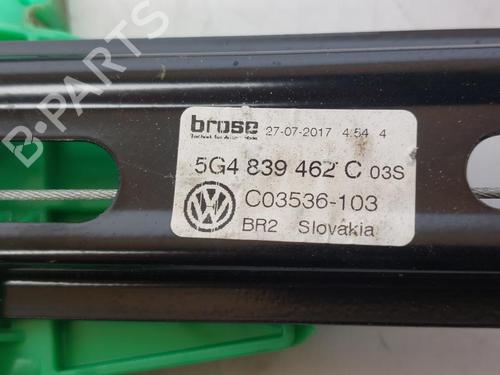 brose 27-07-2017 4:54 4
5G4 839 462 C 03S
C03536-103
BR2 Slovakia
B-PARTS